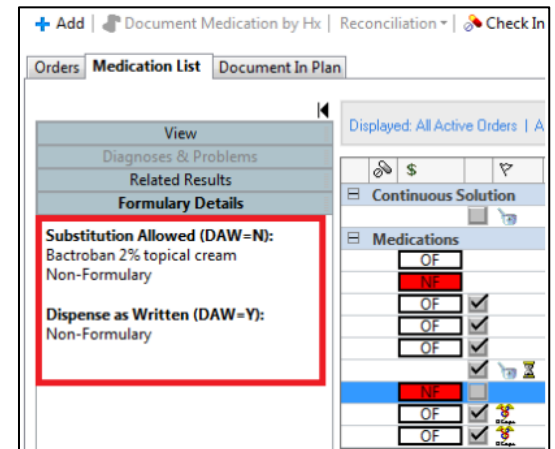 + Add | Document Medication by Hx | Reconciliation | Check In
Orders Medication List Document In Plan
View
Diagnoses & Problems
Related Results
Formulary Details
Substitution Allowed (DAW=N):
Bactroban 2% topical cream
Non-Formulary
Dispense as Written (DAW=Y):
Non-Formulary
Displayed: All Active Orders | A
$
Continuous Solution
Medications
OF
NF
OF
OF
OF
NF
OF
OF